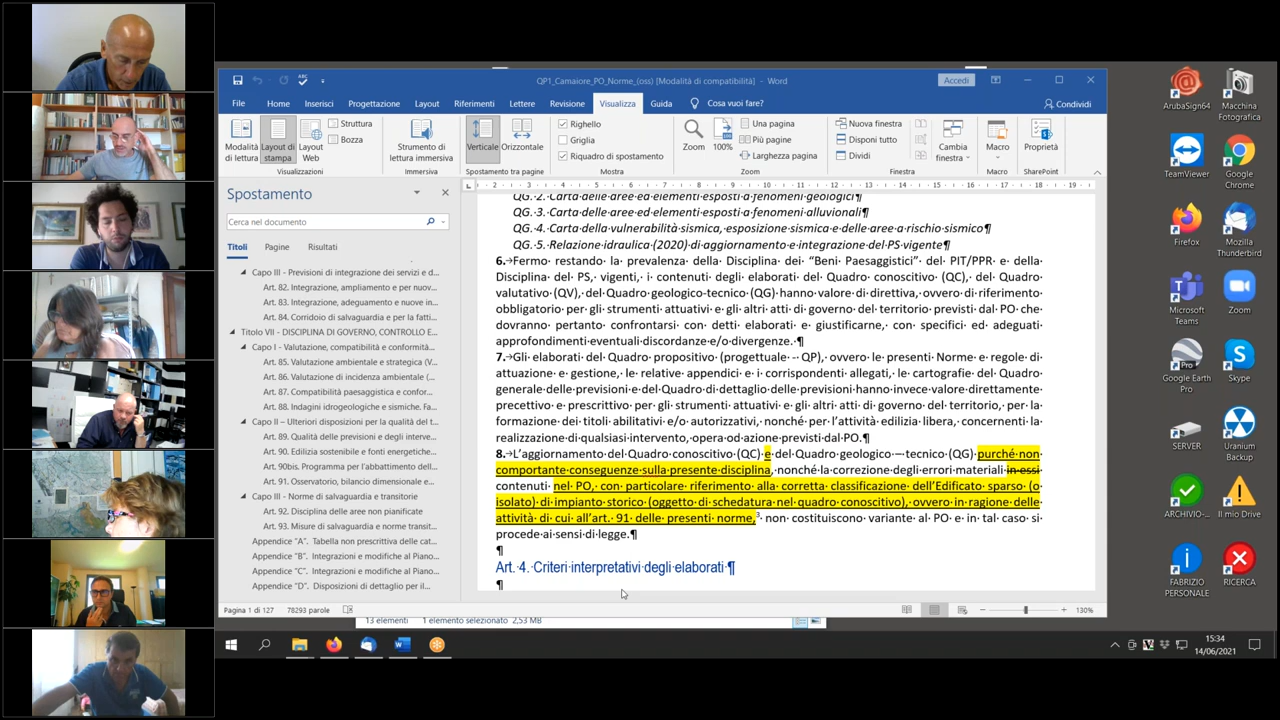 QP1_Camaiore_PO_Norme_(oss) [Modalità di compatibilità] - Word
Accedi
File Home Inserisci Progettazione Layout Riferimenti Lettere Revisione Visualizza Guida Cosa vuoi fare? Condividi
Modalità di lettura
Layout di stampa
Layout Web
Struttura
Bozza
Visualizzazioni
Strumento di lettura immersiva
Immersiva
Verticale
Orizzontale
Spostamento tra pagine
Righello
Griglia
Riquadro di spostamento
Mostra
Zoom
100%
Una pagina
Più pagine
Larghezza pagina
Zoom
Nuova finestra
Disponi tutto
Dividi
Cambia finestra
Finestra
Macro
Macro
Proprietà
SharePoint
Spostamento
Cerca nel documento
Titoli Pagine Risultati
Capo III - Previsioni di integrazione dei servizi e d...
Art. 82. Integrazione, ampliamento e per nuov...
Art. 83. Integrazione, adeguamento e nuove in...
Art. 84. Corridoio di salvaguardia e per la fatti...
Titolo VII - DISCIPLINA DI GOVERNO, CONTROLLO E...
Capo I - Valutazione, compatibilità e conformità...
Art. 85. Valutazione ambientale e strategica (V...
Art. 86. Valutazione di incidenza ambientale (...
Art. 87. Compatibilità paesaggistica e confor...
Art. 88. Indagini idrogeologiche e sismiche. Fa...
Capo II – Ulteriori disposizioni per la qualità del t...
Art. 89. Qualità delle previsioni e degli interve...
Art. 90. Edilizia sostenibile e fonti energetiche...
Art. 90bis. Programma per l'abbattimento dell...
Art. 91. Osservatorio, bilancio dimensionale e...
Capo III - Norme di salvaguardia e transitorie
Art. 92. Disciplina delle aree non pianificate
Art. 93. Misure di salvaguardia e norme transit...
Appendice "A". Tabella non prescrittiva delle cat...
Appendice "B". Integrazioni e modifiche al Piano...
Appendice "C". Integrazioni e modifiche al Piano...
Appendice "D". Disposizioni di dettaglio per il...
2 3 4 5 6 7 8 9 10 11 12 13 14 15 16 17 18 19
QG. 2. Carta delle aree ed elementi esposti a fenomeni geologici¶
QG. 3. Carta delle aree ed elementi esposti a fenomeni alluvionali¶
QG. 4. Carta della vulnerabilità sismica, esposizione sismica e delle aree a rischio sismico¶
QG. 5. Relazione idraulica (2020) di aggiornamento e integrazione del PS vigente¶
6.→Fermo restando la prevalenza della Disciplina dei “Beni Paesaggistici” del PIT/PPR e della
Disciplina del PS, vigenti, i contenuti degli elaborati del Quadro conoscitivo (QC), del Quadro
valutativo (QV), del Quadro geologico-tecnico (QG) hanno valore di direttiva, ovvero di riferimento
obbligatorio per gli strumenti attuativi e gli altri atti di governo del territorio previsti dal PO che
dovranno pertanto confrontarsi con detti elaborati e giustificarne, con specifici ed adeguati
approfondimenti eventuali discordanze e/o divergenze. ¶
7.→Gli elaborati del Quadro propositivo (progettuale - QP), ovvero le presenti Norme e regole di
attuazione e gestione, le relative appendici e i corrispondenti allegati, le cartografie del Quadro
generale delle previsioni e del Quadro di dettaglio delle previsioni hanno invece valore direttamente
precettivo e prescrittivo per gli strumenti attuativi e gli altri atti di governo del territorio, per la
formazione dei titoli abilitativi e/o autorizzativi, nonché per l'attività edilizia libera, concernenti la
realizzazione di qualsiasi intervento, opera od azione previsti dal PO.¶
8.→L'aggiornamento del Quadro conoscitivo (QC) e del Quadro geologico – tecnico (QG) purché non
comportante conseguenze sulla presente disciplina, nonché la correzione degli errori materiali in essi
contenuti nel PO, con particolare riferimento alla corretta classificazione dell'Edificato sparso (o
isolato) di impianto storico (oggetto di schedatura nel quadro conoscitivo), ovvero in ragione delle
attività di cui all'art. 91 delle presenti norme,3 non costituiscono variante al PO e in tal caso si
procede ai sensi di legge.¶
¶
Art. 4. Criteri interpretativi degli elaborati ¶
¶
Pagina 1 di 127 78293 parole 130%
13 elementi 1 elemento selezionato 2,53 MB
ArubaSign64
Macchina Fotografica
TeamViewer
Google Chrome
Firefox
Mozilla Thunderbird
Microsoft Teams
Zoom
Google Earth Pro
Skype
SERVER
Uranium Backup
ARCHIVIO-...
Il mio Drive
FABRIZIO PERSONALE
RICERCA
15:34
14/06/2021